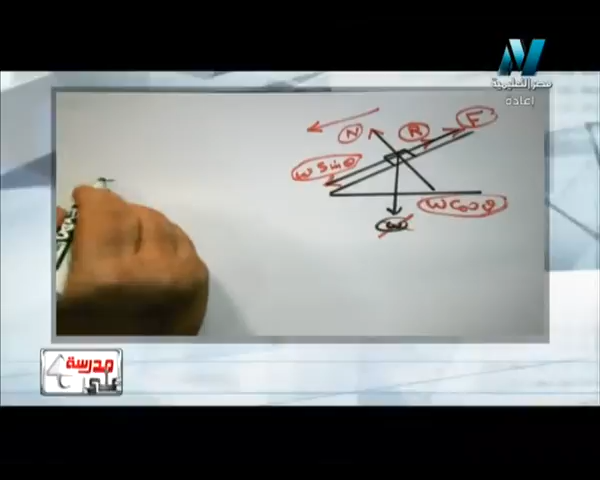 مصر التعليمية
إعادة
F
R
N
w sin θ
w cos θ
ω
مدرسة
على